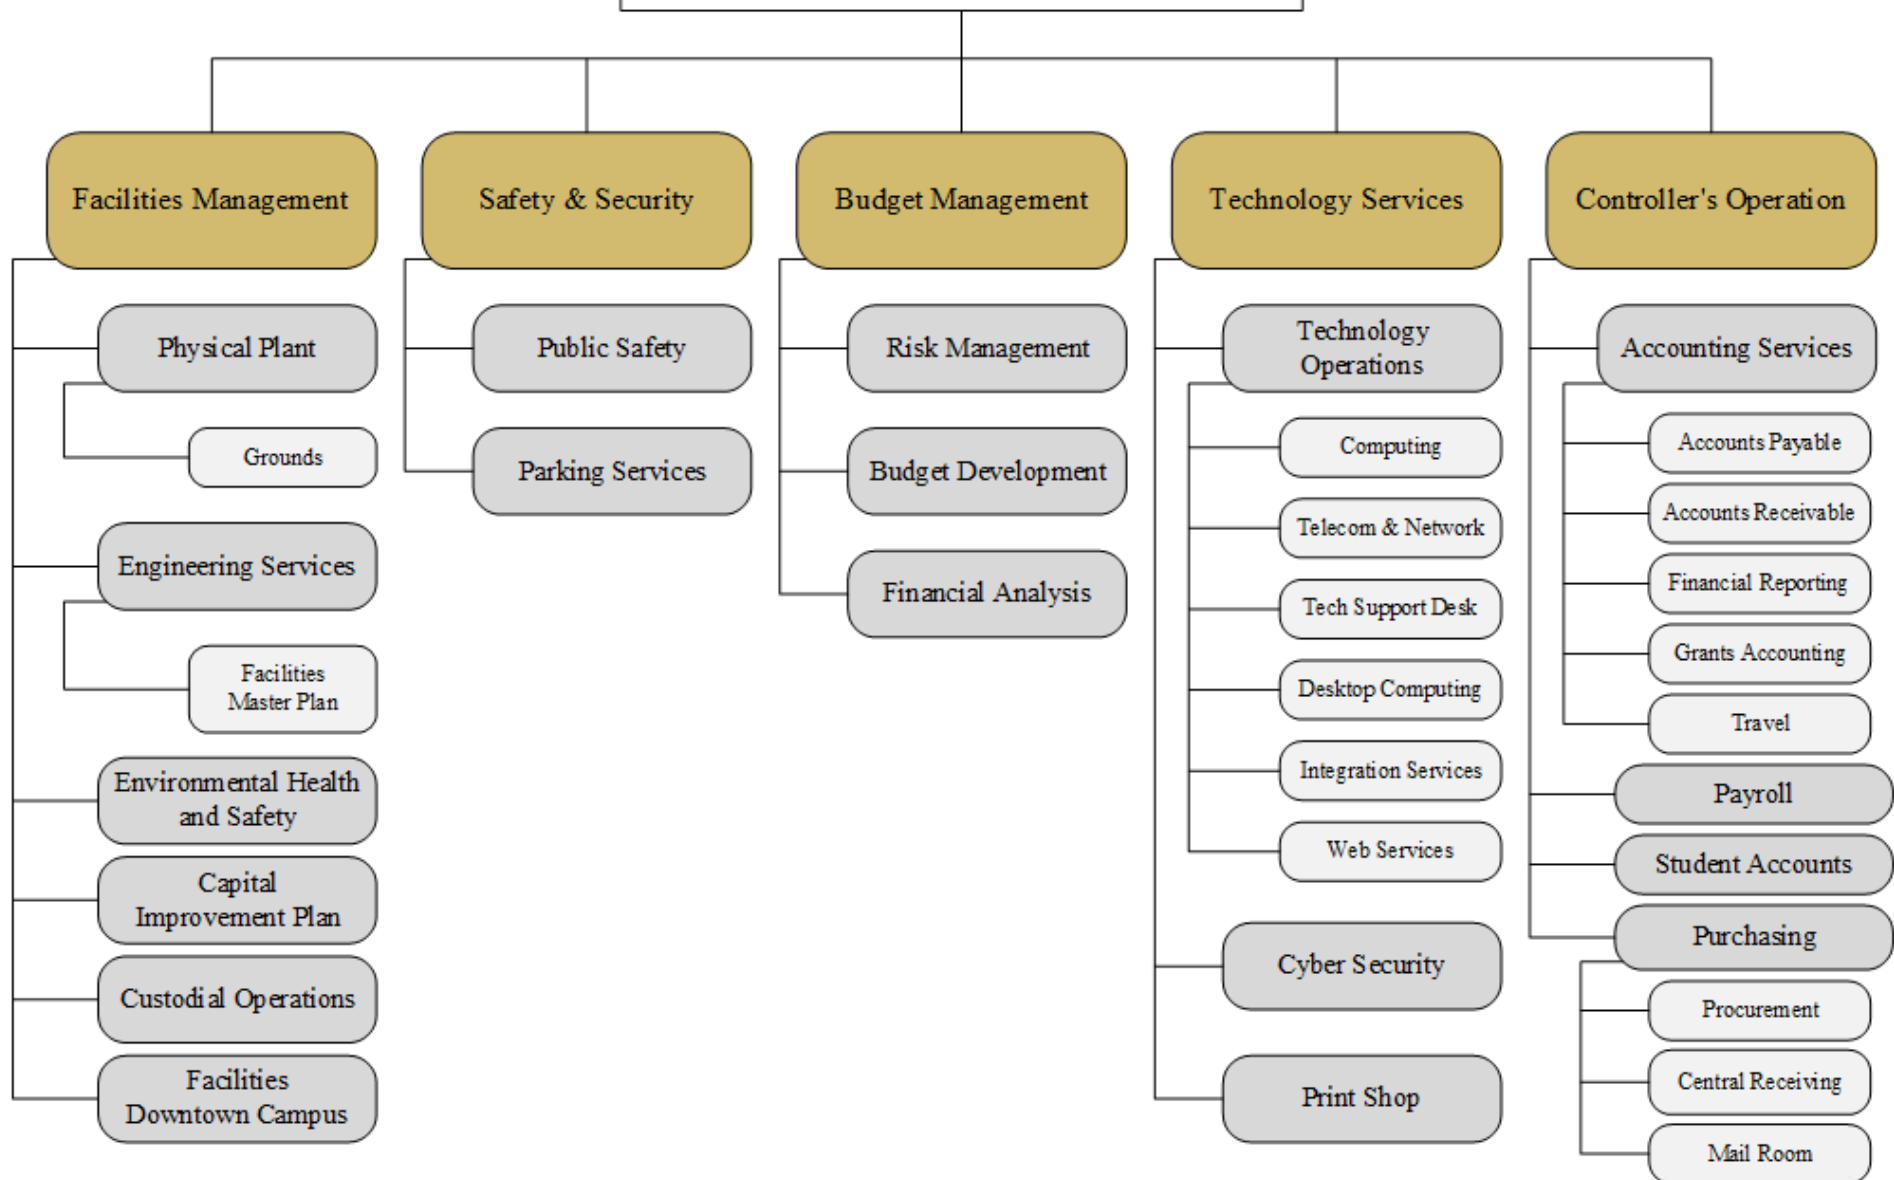 Facilities Management
Safety & Security
Budget Management
Technology Services
Controller's Operation
Physical Plant
Grounds
Engineering Services
Facilities
Master Plan
Environmental Health
and Safety
Capital
Improvement Plan
Custodial Operations
Facilities
Downtown Campus
Public Safety
Parking Services
Risk Management
Budget Development
Financial Analysis
Technology
Operations
Computing
Telecom & Network
Tech Support Desk
Desktop Computing
Integration Services
Web Services
Cyber Security
Print Shop
Accounting Services
Accounts Payable
Accounts Receivable
Financial Reporting
Grants Accounting
Travel
Payroll
Student Accounts
Purchasing
Procurement
Central Receiving
Mail Room